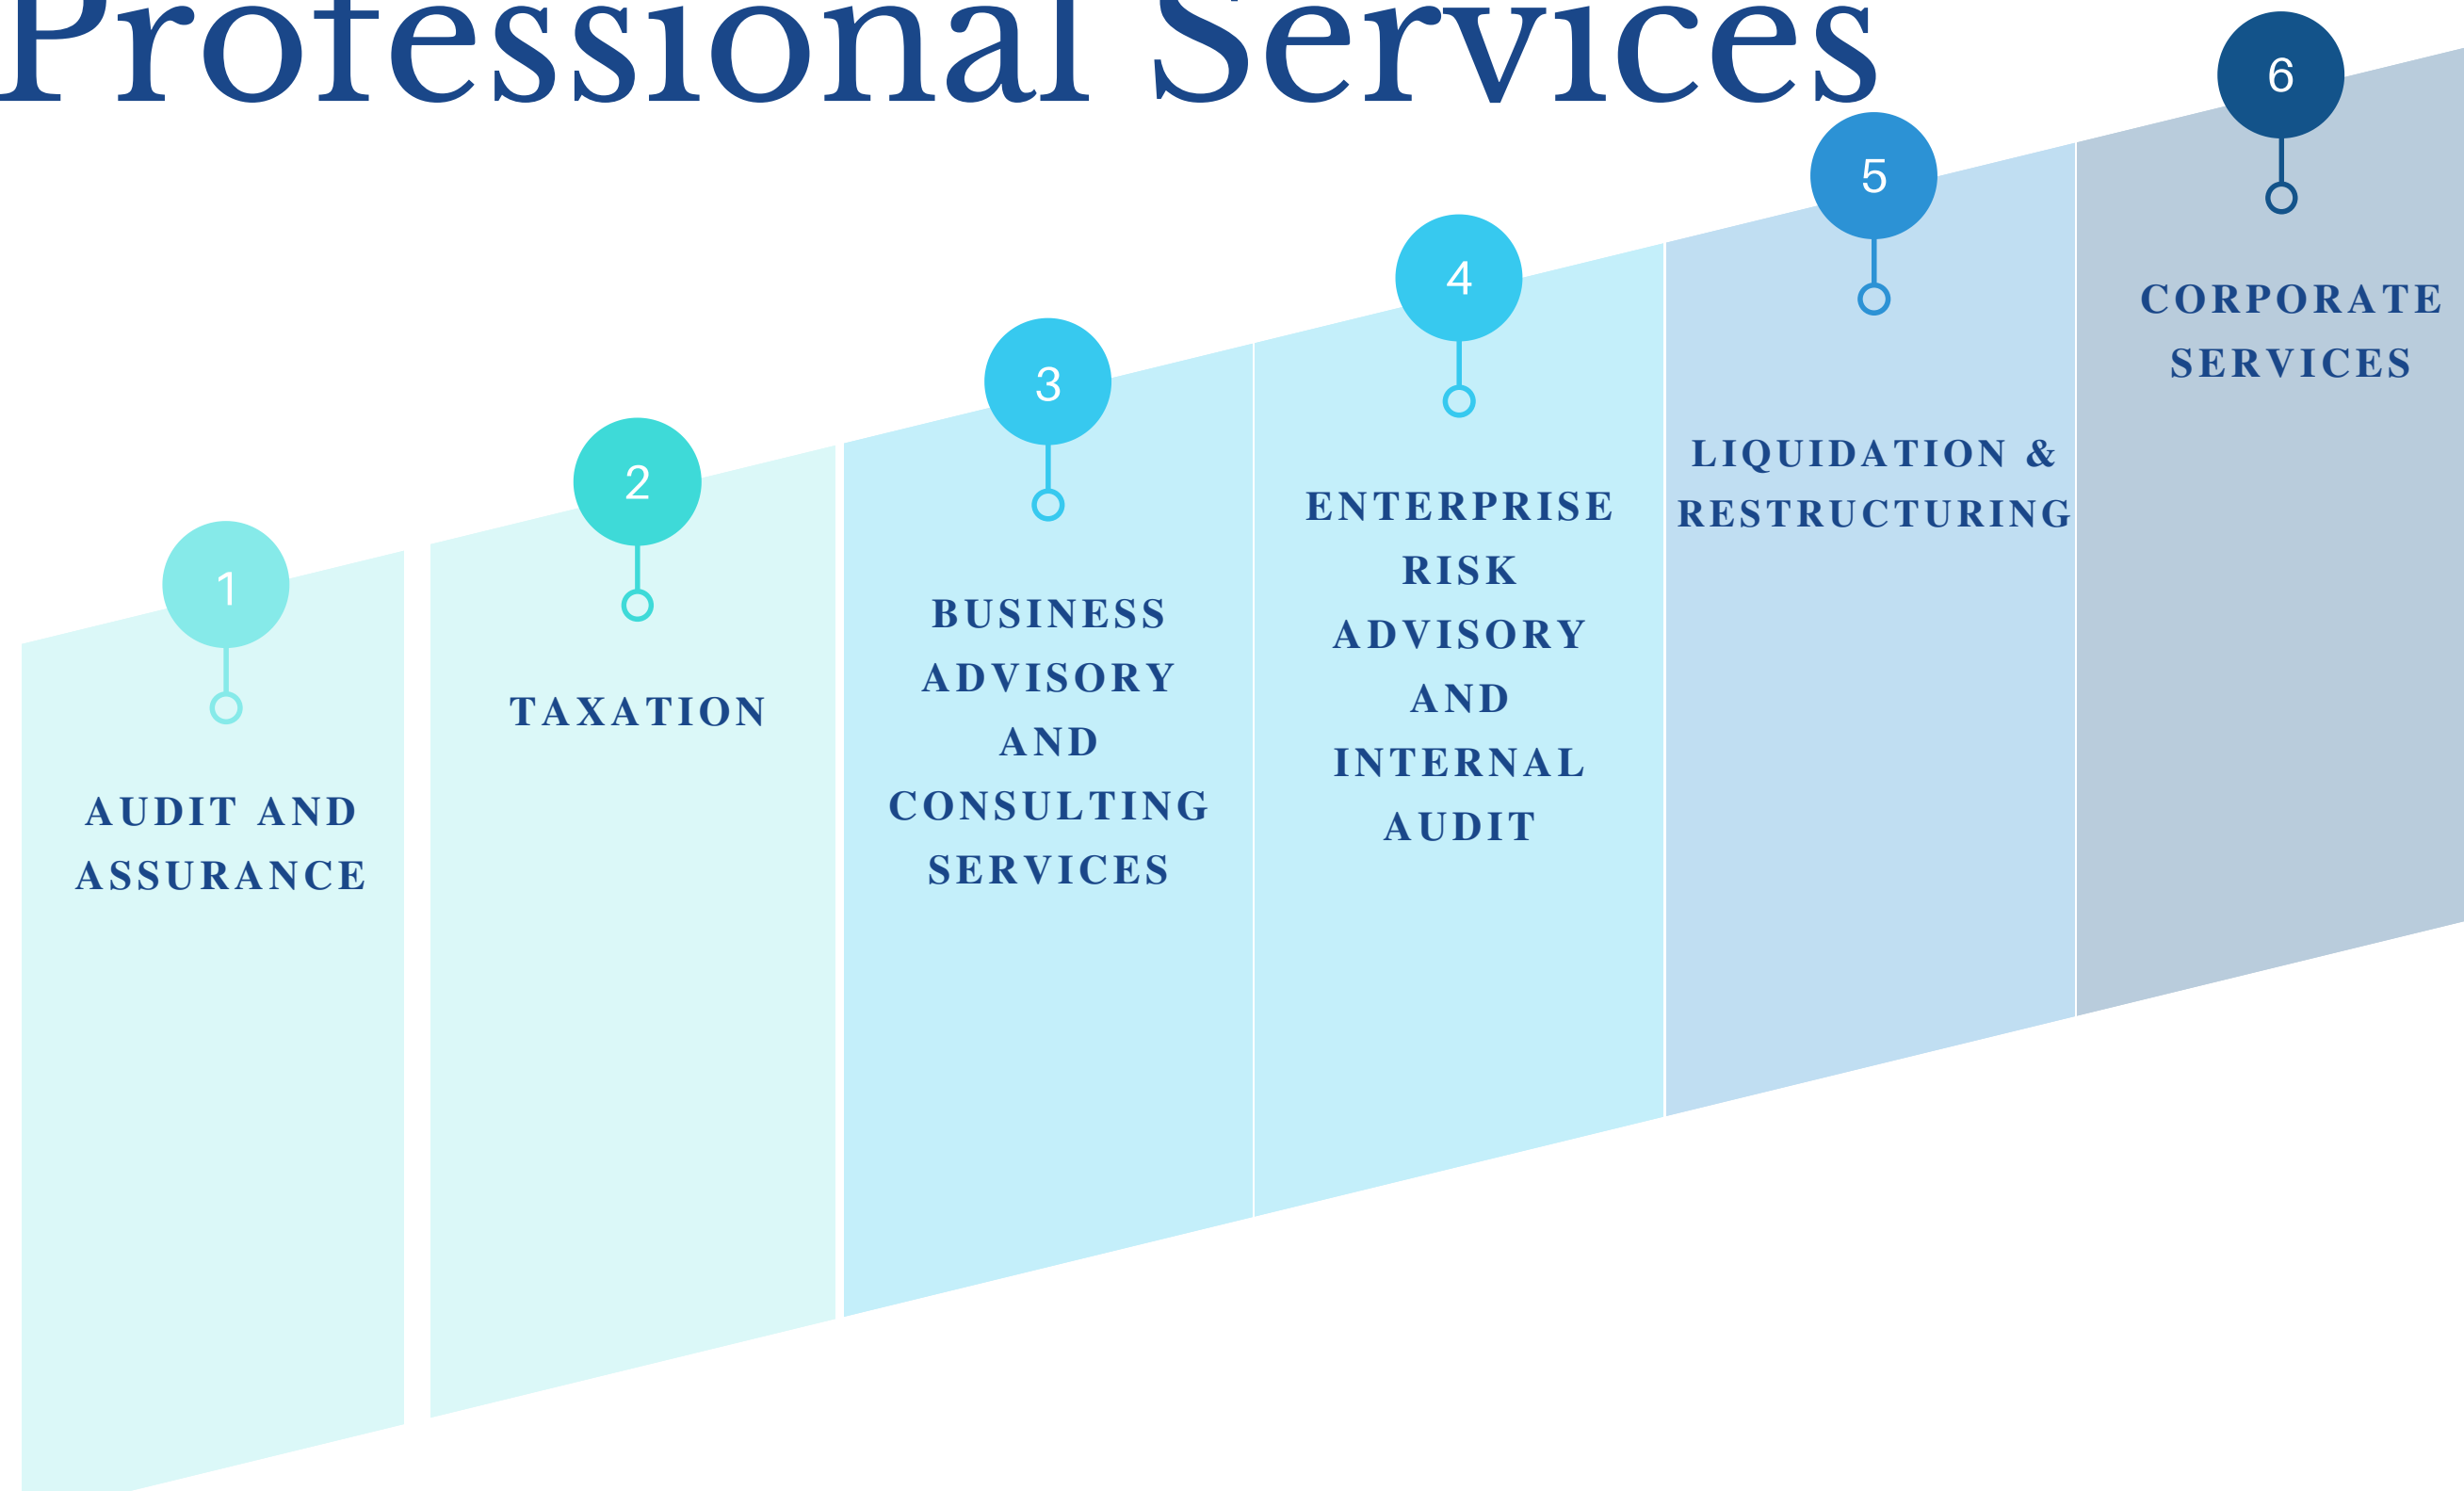 Professional Services
1
AUDIT AND
ASSURANCE
2
TAXATION
3
BUSINESS
ADVISORY
AND
CONSULTING
SERVICES
4
ENTERPRISE
RISK
ADVISORY
AND
INTERNAL
AUDIT
5
LIQUIDATION &
RESTRUCTURING
6
CORPORATE
SERVICES